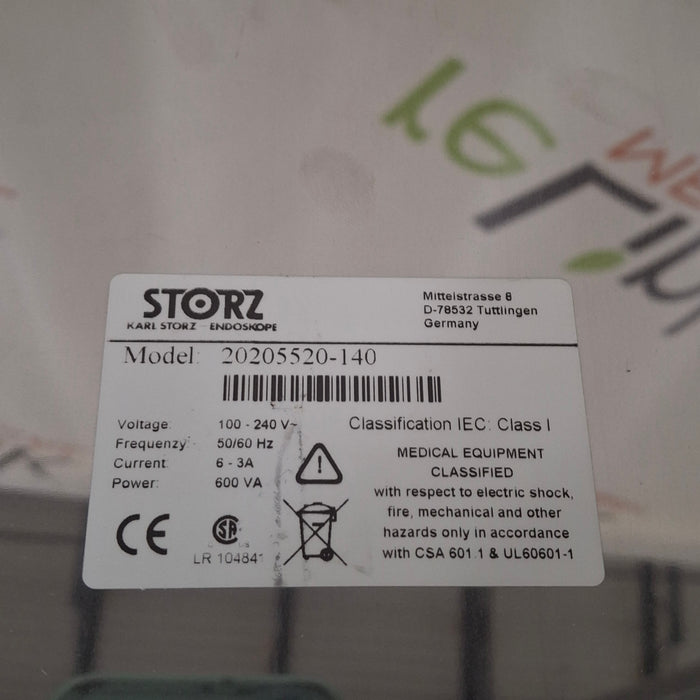 STORZ
KARL STORZ – ENDOSKOPE
Mittelstrasse 8
D-78532 Tuttlingen
Germany
Model: 20205520-140
Voltage: 100 - 240 V~
Frequenzy: 50/60 Hz
Current: 6 - 3A
Power: 600 VA
Classification IEC: Class I
MEDICAL EQUIPMENT
CLASSIFIED
with respect to electric shock,
fire, mechanical and other
hazards only in accordance
with CSA 601.1 & UL60601-1
CE
LR 104841